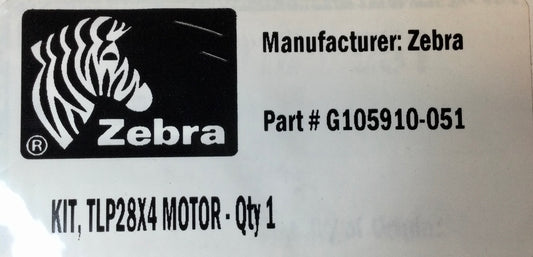 Manufacturer: Zebra
® Zebra
Part # G105910-051
KIT, TLP28X4 MOTOR - Qty 1